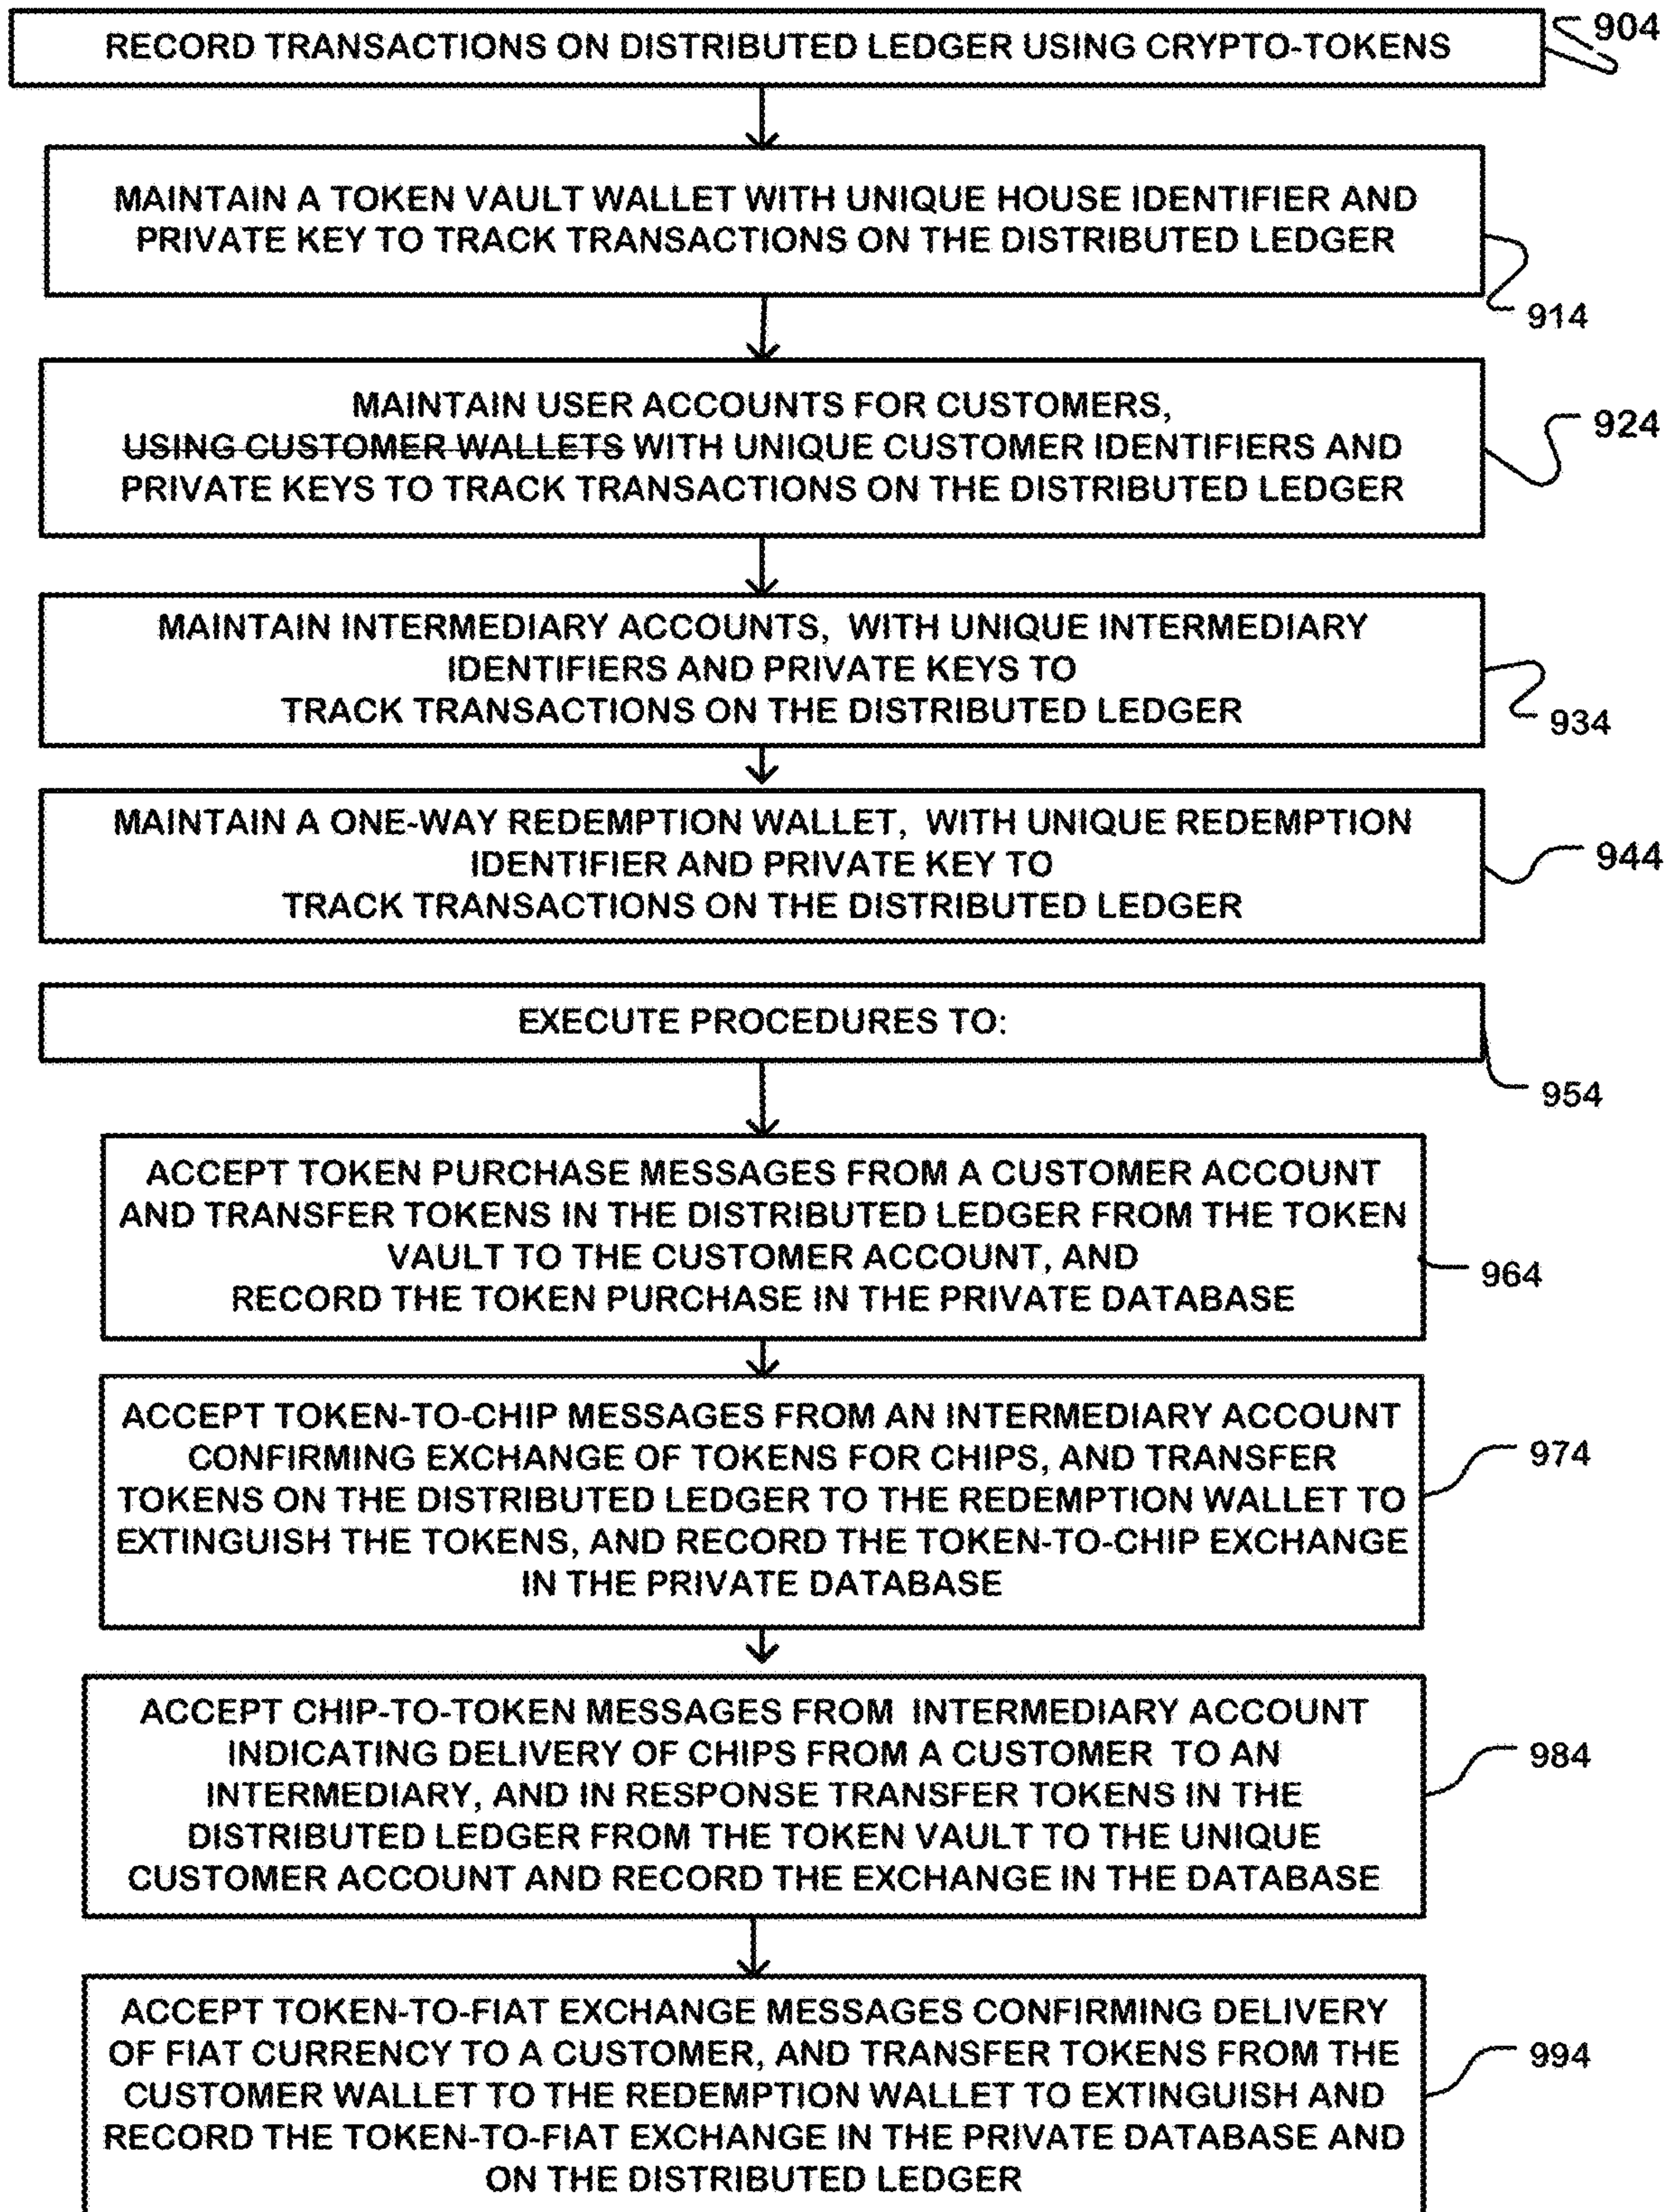 RECORD TRANSACTIONS ON DISTRIBUTED LEDGER USING CRYPTO-TOKENS
904
MAINTAIN A TOKEN VAULT WALLET WITH UNIQUE HOUSE IDENTIFIER AND
PRIVATE KEY TO TRACK TRANSACTIONS ON THE DISTRIBUTED LEDGER
914
MAINTAIN USER ACCOUNTS FOR CUSTOMERS,
USING CUSTOMER WALLETS WITH UNIQUE CUSTOMER IDENTIFIERS AND
PRIVATE KEYS TO TRACK TRANSACTIONS ON THE DISTRIBUTED LEDGER
924
MAINTAIN INTERMEDIARY ACCOUNTS, WITH UNIQUE INTERMEDIARY
IDENTIFIERS AND PRIVATE KEYS TO
TRACK TRANSACTIONS ON THE DISTRIBUTED LEDGER
934
MAINTAIN A ONE-WAY REDEMPTION WALLET, WITH UNIQUE REDEMPTION
IDENTIFIER AND PRIVATE KEY TO
TRACK TRANSACTIONS ON THE DISTRIBUTED LEDGER
944
EXECUTE PROCEDURES TO:
954
ACCEPT TOKEN PURCHASE MESSAGES FROM A CUSTOMER ACCOUNT
AND TRANSFER TOKENS IN THE DISTRIBUTED LEDGER FROM THE TOKEN
VAULT TO THE CUSTOMER ACCOUNT, AND
RECORD THE TOKEN PURCHASE IN THE PRIVATE DATABASE
964
ACCEPT TOKEN-TO-CHIP MESSAGES FROM AN INTERMEDIARY ACCOUNT
CONFIRMING EXCHANGE OF TOKENS FOR CHIPS, AND TRANSFER
TOKENS ON THE DISTRIBUTED LEDGER TO THE REDEMPTION WALLET TO
EXTINGUISH THE TOKENS, AND RECORD THE TOKEN-TO-CHIP EXCHANGE
IN THE PRIVATE DATABASE
974
ACCEPT CHIP-TO-TOKEN MESSAGES FROM INTERMEDIARY ACCOUNT
INDICATING DELIVERY OF CHIPS FROM A CUSTOMER TO AN
INTERMEDIARY, AND IN RESPONSE TRANSFER TOKENS IN THE
DISTRIBUTED LEDGER FROM THE TOKEN VAULT TO THE UNIQUE
CUSTOMER ACCOUNT AND RECORD THE EXCHANGE IN THE DATABASE
984
ACCEPT TOKEN-TO-FIAT EXCHANGE MESSAGES CONFIRMING DELIVERY
OF FIAT CURRENCY TO A CUSTOMER, AND TRANSFER TOKENS FROM THE
CUSTOMER WALLET TO THE REDEMPTION WALLET TO EXTINGUISH AND
RECORD THE TOKEN-TO-FIAT EXCHANGE IN THE PRIVATE DATABASE AND
ON THE DISTRIBUTED LEDGER
994